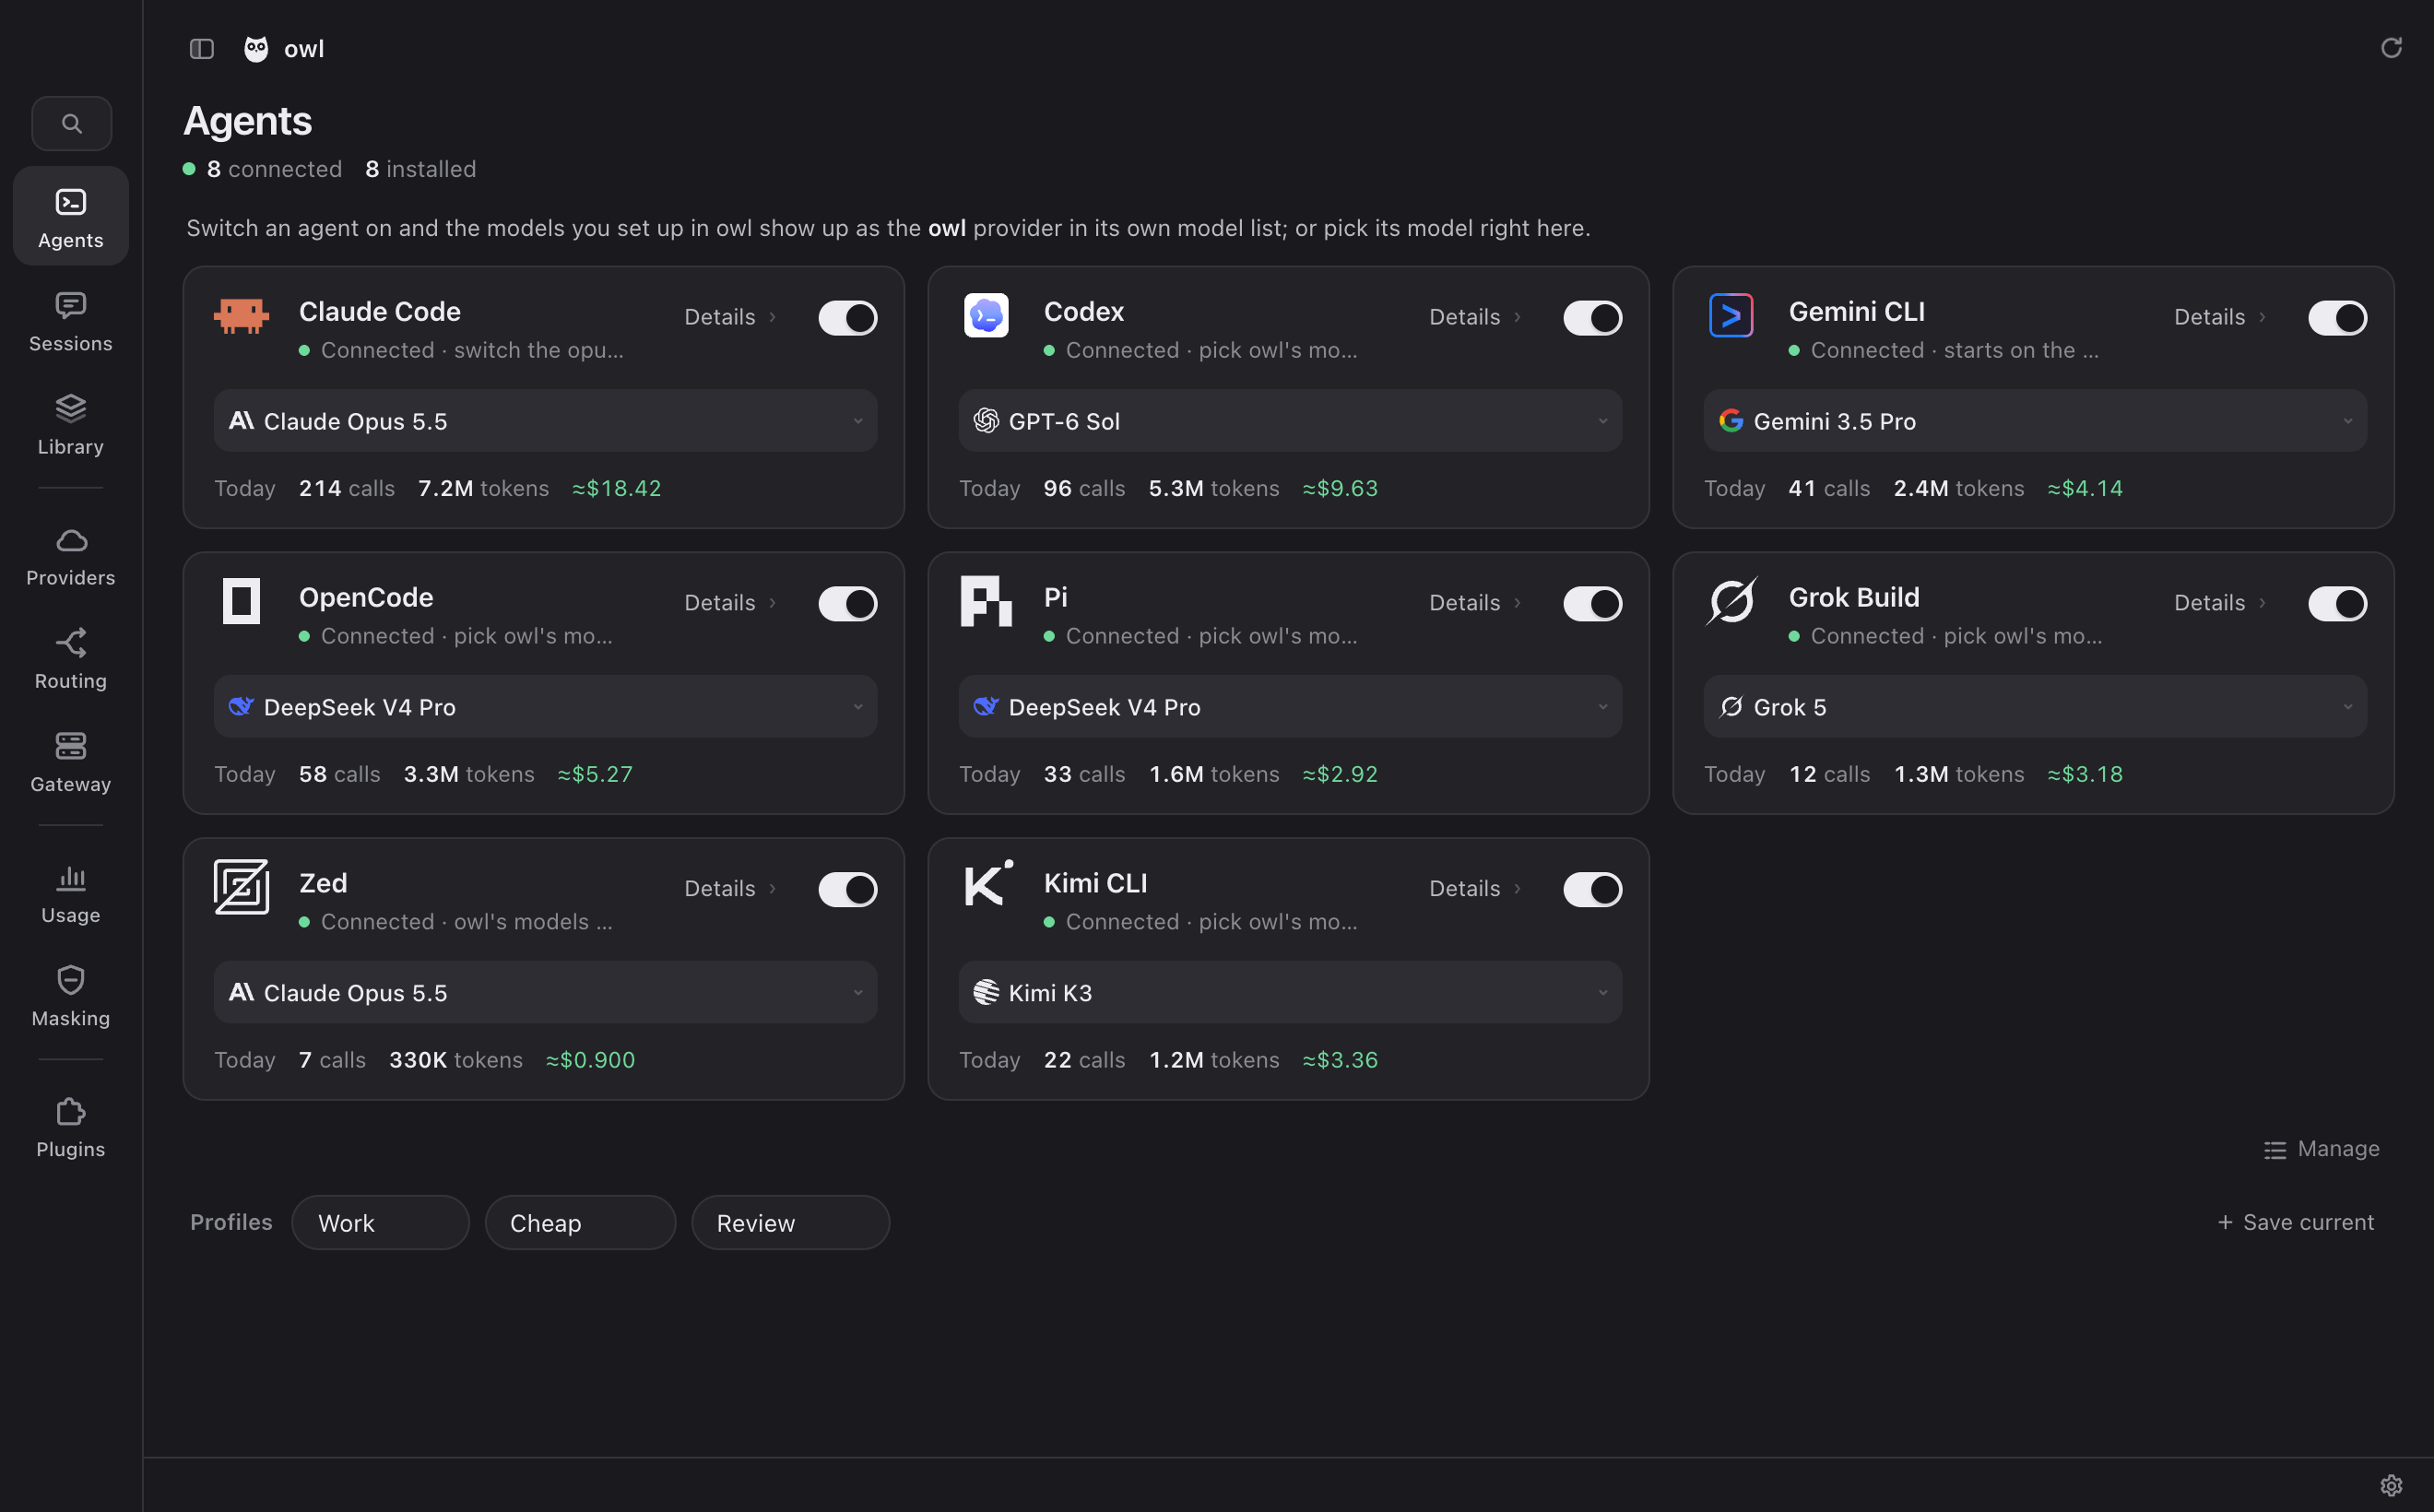 owl
Agents
8 connected 8 installed
Switch an agent on and the models you set up in owl show up as the owl provider in its own model list; or pick its model right here.
Agents
Sessions
Library
Providers
Routing
Gateway
Usage
Masking
Plugins
Claude Code Details
Connected · switch the opu...
Claude Opus 5.5
Today 214 calls 7.2M tokens ≈$18.42
Codex Details
Connected · pick owl's mo...
GPT-6 Sol
Today 96 calls 5.3M tokens ≈$9.63
Gemini CLI Details
Connected · starts on the ...
Gemini 3.5 Pro
Today 41 calls 2.4M tokens ≈$4.14
OpenCode Details
Connected · pick owl's mo...
DeepSeek V4 Pro
Today 58 calls 3.3M tokens ≈$5.27
Pi Details
Connected · pick owl's mo...
DeepSeek V4 Pro
Today 33 calls 1.6M tokens ≈$2.92
Grok Build Details
Connected · pick owl's mo...
Grok 5
Today 12 calls 1.3M tokens ≈$3.18
Zed Details
Connected · owl's models ...
Claude Opus 5.5
Today 7 calls 330K tokens ≈$0.900
Kimi CLI Details
Connected · pick owl's mo...
Kimi K3
Today 22 calls 1.2M tokens ≈$3.36
Manage
Profiles Work Cheap Review + Save current